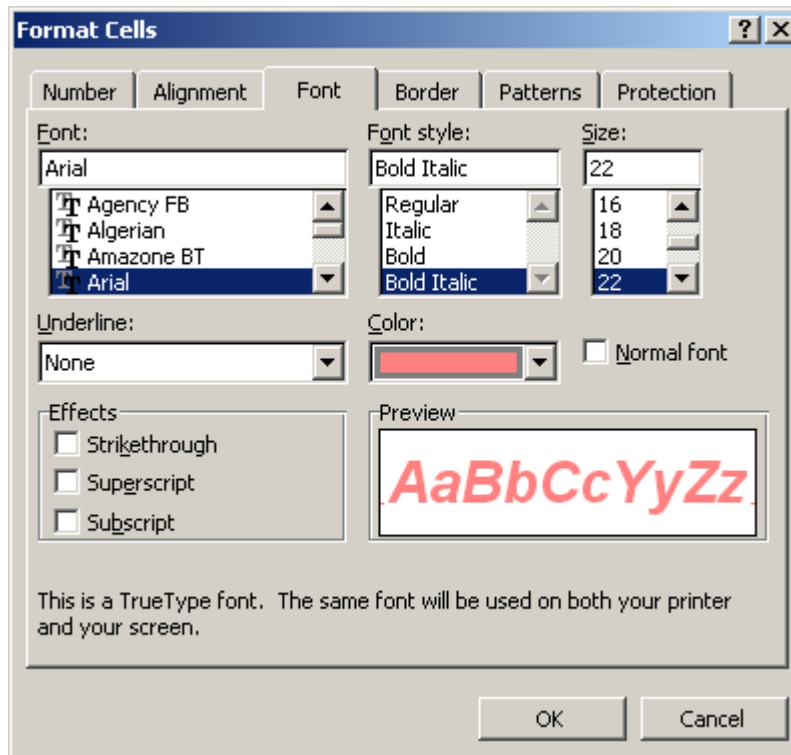 Format Cells
Number Alignment Font Border Patterns Protection
Font: Font style: Size:
Arial Bold Italic 22
Agency FB Regular 16
Algerian Italic 18
Amazone BT Bold 20
Arial Bold Italic 22
Underline: Color:
None Normal font
Effects Preview
Strikethrough
Superscript AaBbCcYyZz
Subscript
This is a TrueType font. The same font will be used on both your printer
and your screen.
OK Cancel